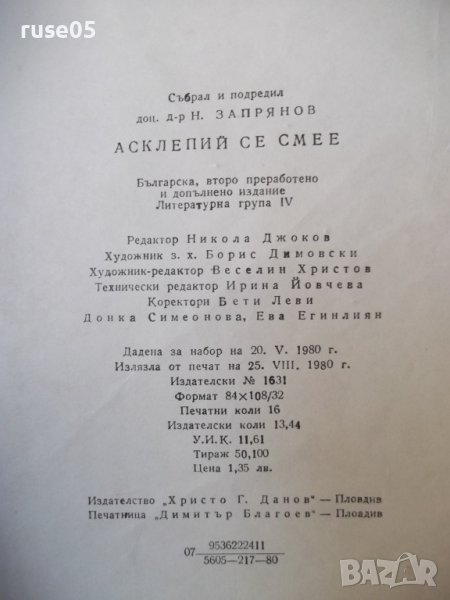 ruse05
Събрал и подредил
доц. д-р Н. ЗАПРЯНОВ
АСКЛЕПИЙ СЕ СМЕЕ
Българска, второ преработено
и допълнено издание
Литературна група IV
Редактор Никола Джоков
Художник з. х. Борис Димовски
Художник-редактор Веселин Христов
Технически редактор Ирина Йовчева
Коректори Бети Леви
Донка Симеонова, Ева Егинлиян
Дадена за набор на 20. V. 1980 г.
Излязла от печат на 25. VIII. 1980 г.
Издателски № 1631
Формат 84×108/32
Печатни коли 16
Издателски коли 13,44
У.И.К. 11,61
Тираж 50,100
Цена 1,35 лв.
Издателство „Христо Г. Данов" — Пловдив
Печатница „Димитър Благоев" — Пловдив
07 9536222411
5605—217—80
BAZAR